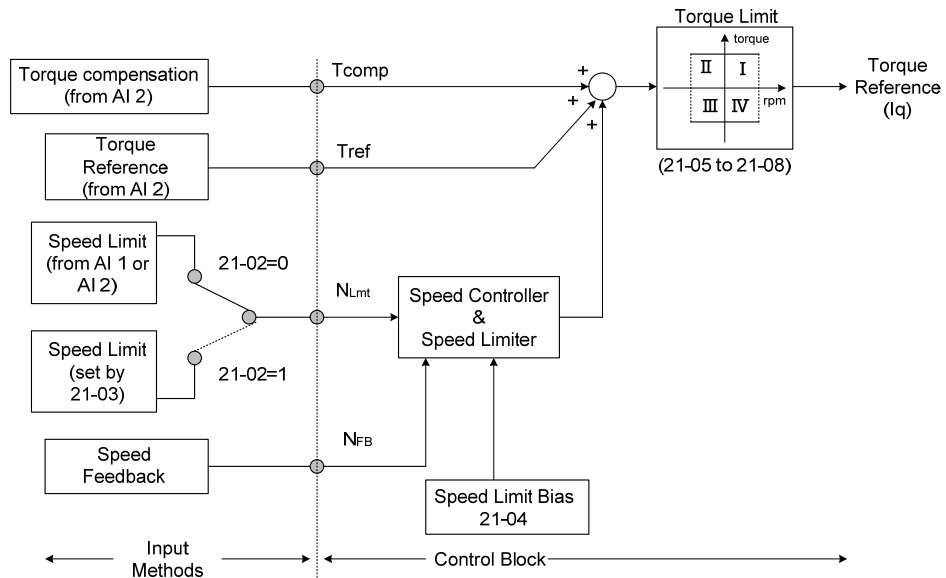 Torque Limit
torque
II
I
rpm
III
IV
(21-05 to 21-08)
Torque
Reference
(Iq)
Torque compensation
(from AI 2)
Tcomp
+
+
+
Torque
Reference
(from AI 2)
Tref
Speed Limit
(from AI 1 or
AI 2)
21-02=0
NLmt
Speed Controller
&
Speed Limiter
Speed Limit
(set by
21-03)
21-02=1
Speed
Feedback
NFB
Speed Limit Bias
21-04
Input
Methods
Control Block